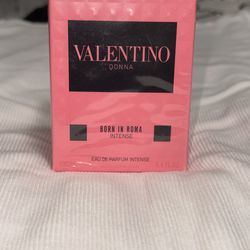 VALENTINO
DONNA
BORN IN ROMA
INTENSE
EAU DE PARFUM INTENSE